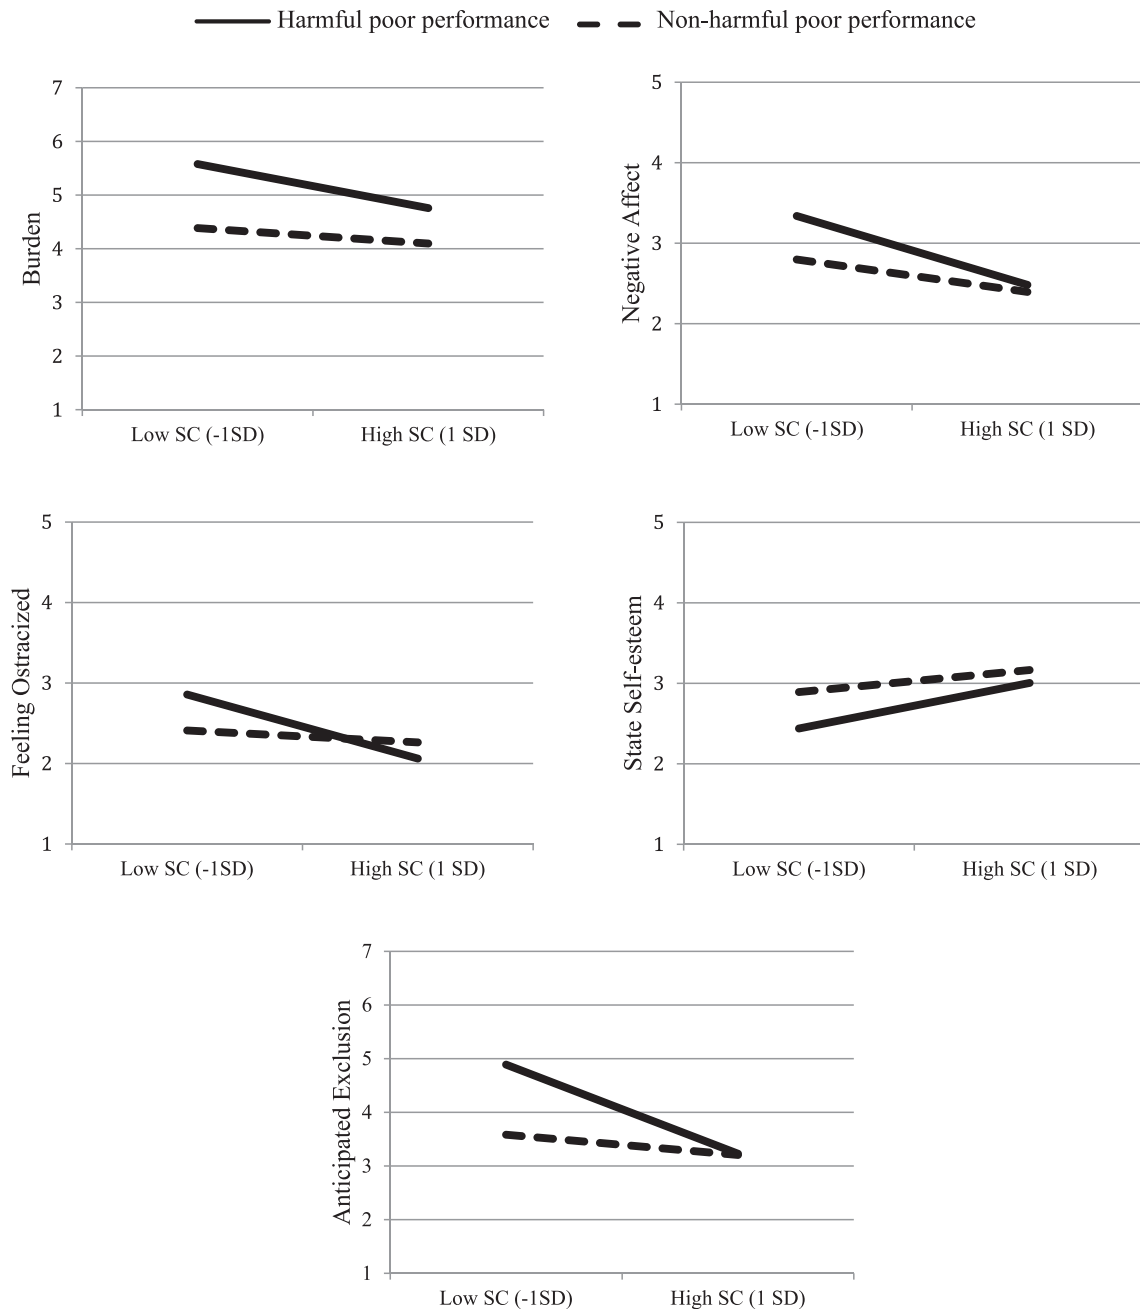 Harmful poor performance Non-harmful poor performance
Burden
7
6
5
4
3
2
1
Low SC (-1SD) High SC (1 SD)
Negative Affect
5
4
3
2
1
Low SC (-1SD) High SC (1 SD)
Feeling Ostracized
5
4
3
2
1
Low SC (-1SD) High SC (1 SD)
State Self-esteem
5
4
3
2
1
Low SC (-1SD) High SC (1 SD)
Anticipated Exclusion
7
6
5
4
3
2
1
Low SC (-1SD) High SC (1 SD)